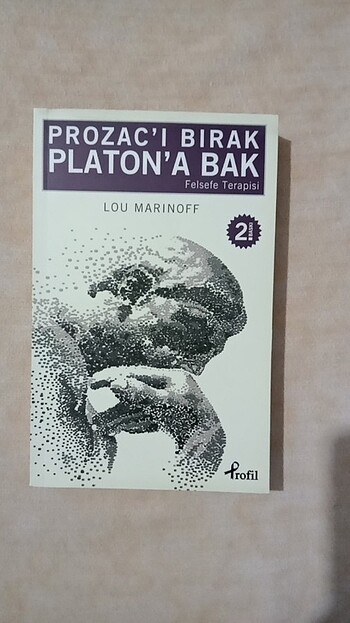 PROZAC'I BIRAK
PLATON'A BAK
Felsefe Terapisi
LOU MARINOFF
2.
Profil